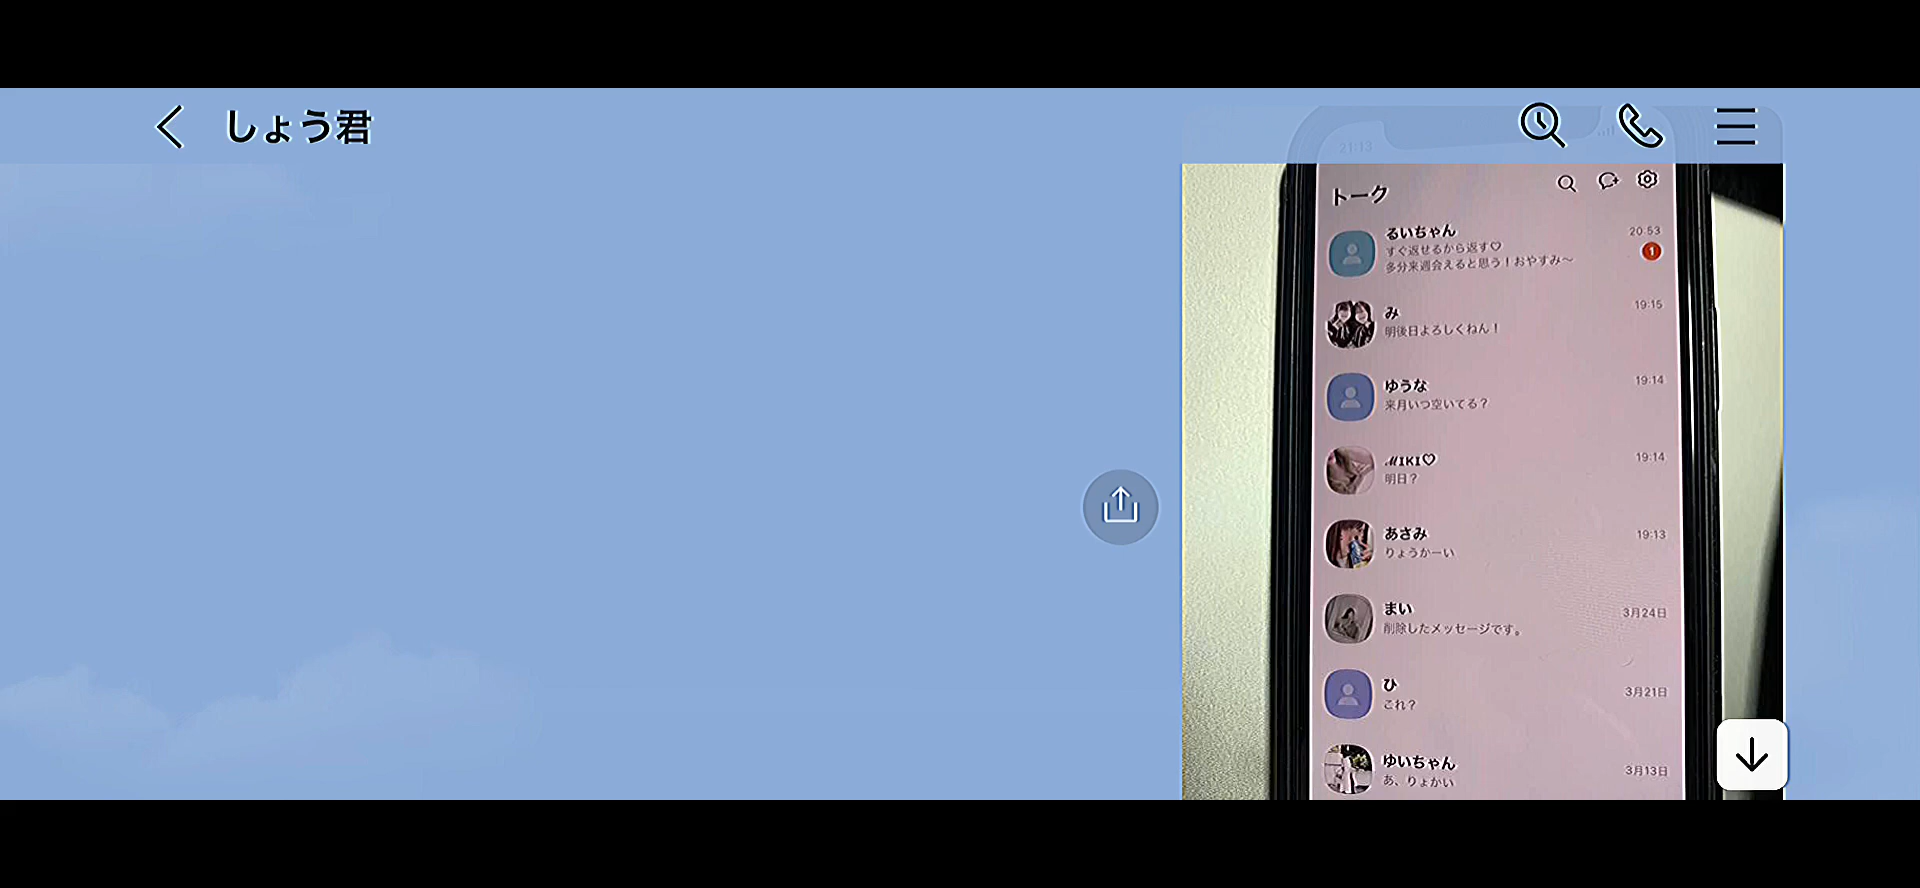 しょう君
21:13
トーク
るいちゃん
20:53
すぐ返せるから返す♡
多分来週会えると思う！おやすみ〜
1
み
19:15
明後日よろしくねん！
ゆうな
19:14
来月いつ空いてる？
ℳIKI♡
19:14
明日？
あさみ
19:13
りょうかーい
まい
3月24日
削除したメッセージです。
ひ
3月21日
これ？
ゆいちゃん
3月13日
あ、りょかい